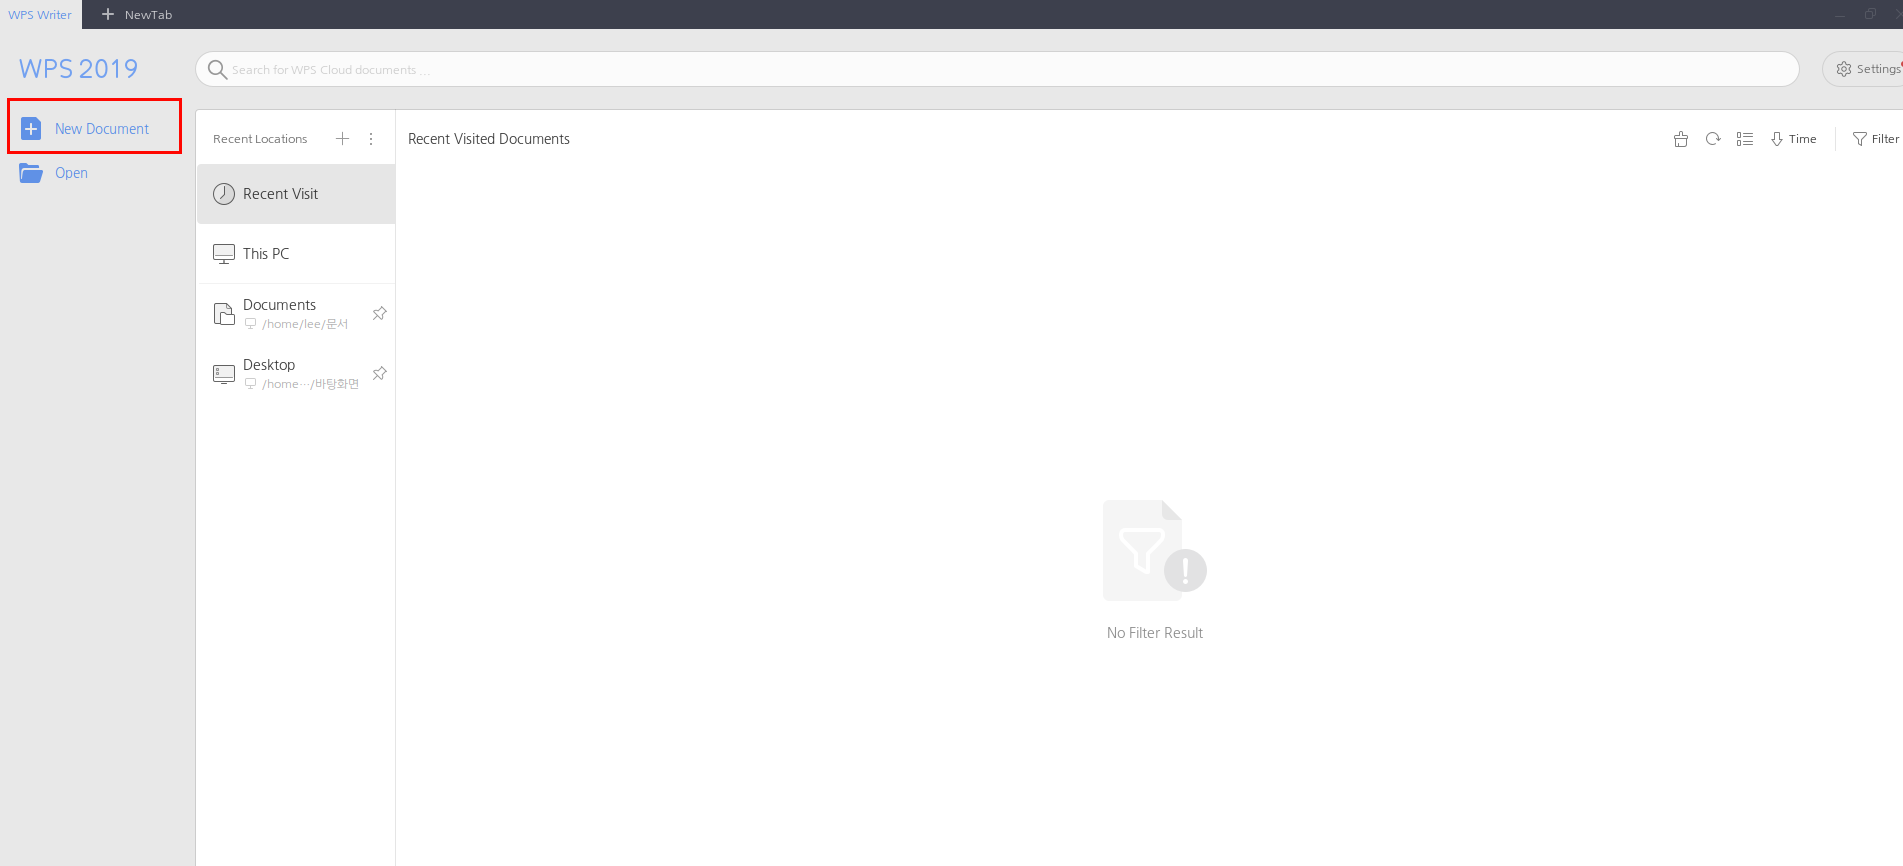 WPS Writer
NewTab
WPS 2019
Search for WPS Cloud documents ...
Settings
New Document
Open
Recent Locations
Recent Visited Documents
Time
Filter
Recent Visit
This PC
Documents
/home/lee/문서
Desktop
/home···/바탕화면
No Filter Result